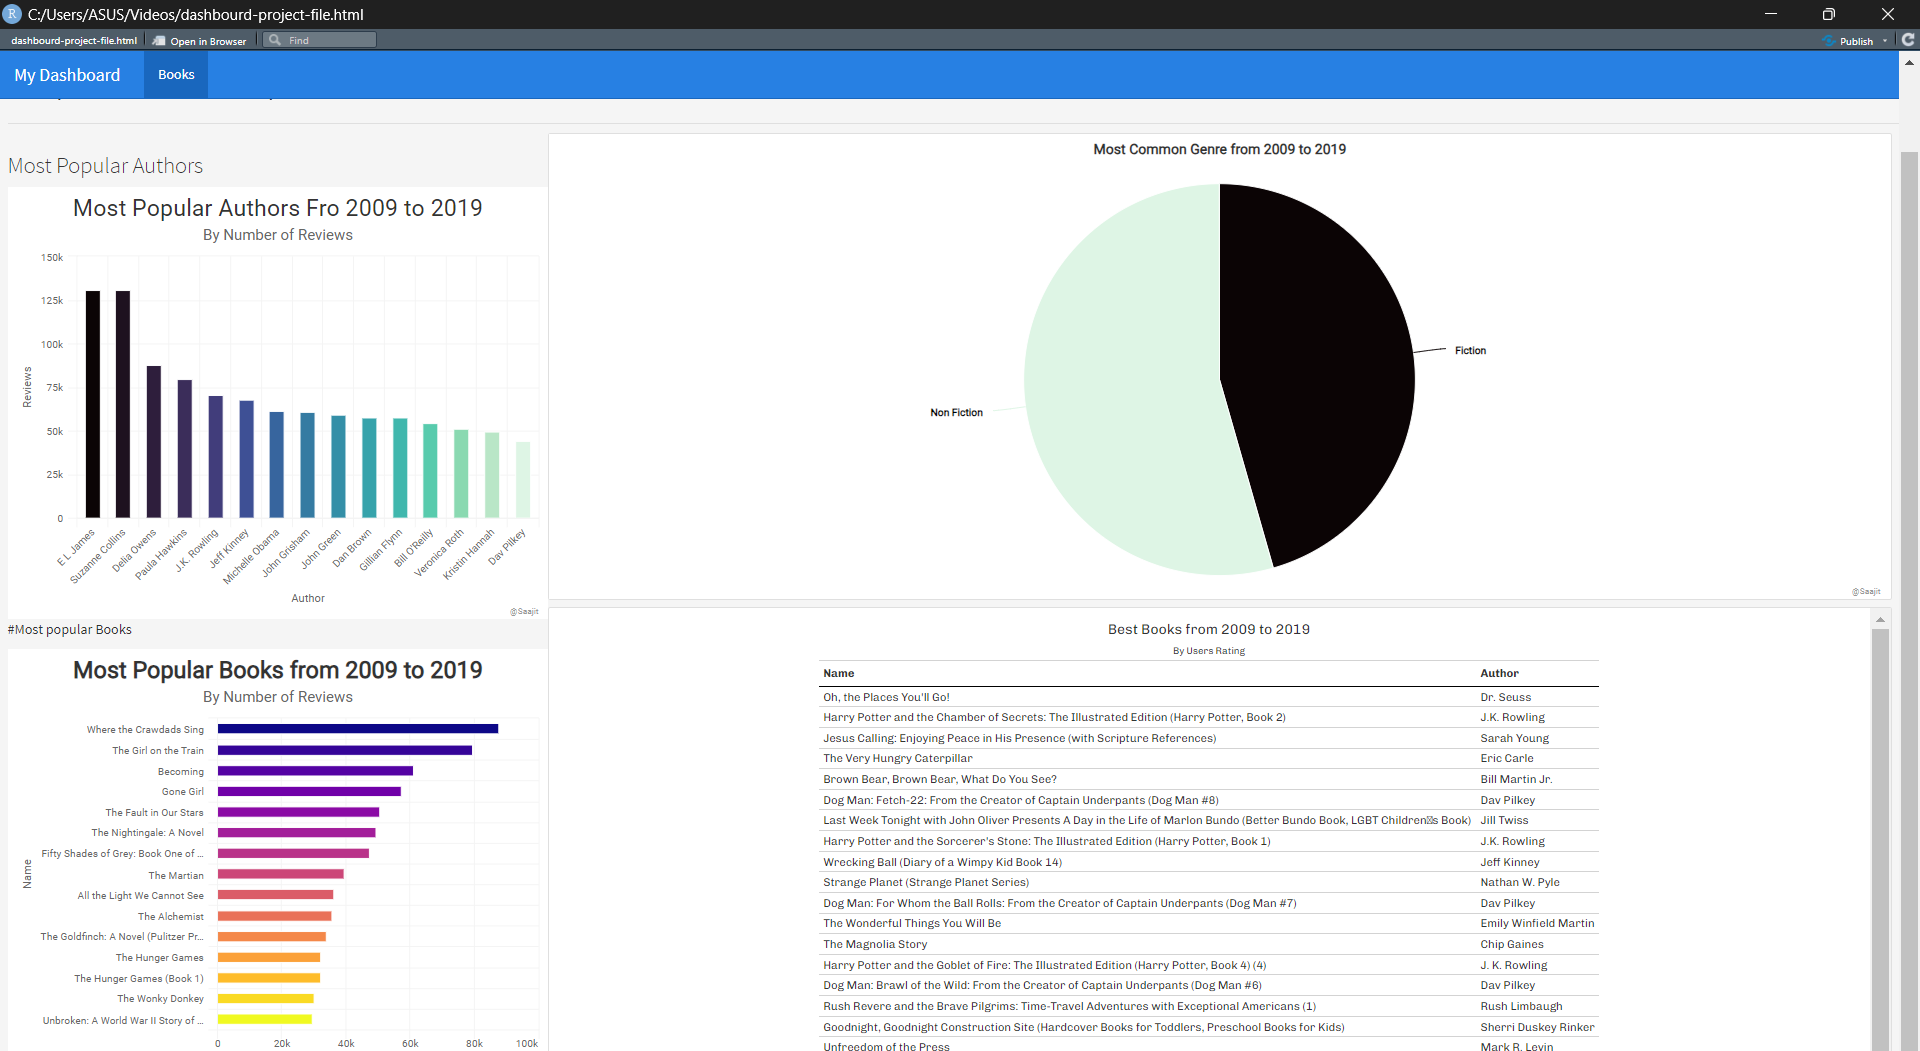 C:/Users/ASUS/Videos/dashbourd-project-file.html
dashbourd-project-file.html
Open in Browser
Find
Publish
My Dashboard
Books
Most Popular Authors
Most Popular Authors Fro 2009 to 2019
By Number of Reviews
150k
125k
100k
75k
50k
25k
0
Reviews
E L James
Suzanne Collins
Delia Owens
Paula Hawkins
J.K. Rowling
Jeff Kinney
Michelle Obama
John Grisham
John Green
Dan Brown
Gillian Flynn
Bill O'Reilly
Veronica Roth
Kristin Hannah
Dav Pilkey
Author
@Saajit
#Most popular Books
Most Popular Books from 2009 to 2019
By Number of Reviews
Name
Where the Crawdads Sing
The Girl on the Train
Becoming
Gone Girl
The Fault in Our Stars
The Nightingale: A Novel
Fifty Shades of Grey: Book One of ...
The Martian
All the Light We Cannot See
The Alchemist
The Goldfinch: A Novel (Pulitzer Pr...
The Hunger Games
The Hunger Games (Book 1)
The Wonky Donkey
Unbroken: A World War II Story of ...
0 20k 40k 60k 80k 100k
Most Common Genre from 2009 to 2019
Fiction
Non Fiction
@Saajit
Best Books from 2009 to 2019
By Users Rating
Name Author
Oh, the Places You'll Go! Dr. Seuss
Harry Potter and the Chamber of Secrets: The Illustrated Edition (Harry Potter, Book 2) J.K. Rowling
Jesus Calling: Enjoying Peace in His Presence (with Scripture References) Sarah Young
The Very Hungry Caterpillar Eric Carle
Brown Bear, Brown Bear, What Do You See? Bill Martin Jr.
Dog Man: Fetch-22: From the Creator of Captain Underpants (Dog Man #8) Dav Pilkey
Last Week Tonight with John Oliver Presents A Day in the Life of Marlon Bundo (Better Bundo Book, LGBT Children s Book) Jill Twiss
Harry Potter and the Sorcerer's Stone: The Illustrated Edition (Harry Potter, Book 1) J.K. Rowling
Wrecking Ball (Diary of a Wimpy Kid Book 14) Jeff Kinney
Strange Planet (Strange Planet Series) Nathan W. Pyle
Dog Man: For Whom the Ball Rolls: From the Creator of Captain Underpants (Dog Man #7) Dav Pilkey
The Wonderful Things You Will Be Emily Winfield Martin
The Magnolia Story Chip Gaines
Harry Potter and the Goblet of Fire: The Illustrated Edition (Harry Potter, Book 4) (4) J. K. Rowling
Dog Man: Brawl of the Wild: From the Creator of Captain Underpants (Dog Man #6) Dav Pilkey
Rush Revere and the Brave Pilgrims: Time-Travel Adventures with Exceptional Americans (1) Rush Limbaugh
Goodnight, Goodnight Construction Site (Hardcover Books for Toddlers, Preschool Books for Kids) Sherri Duskey Rinker
Unfreedom of the Press Mark R. Levin